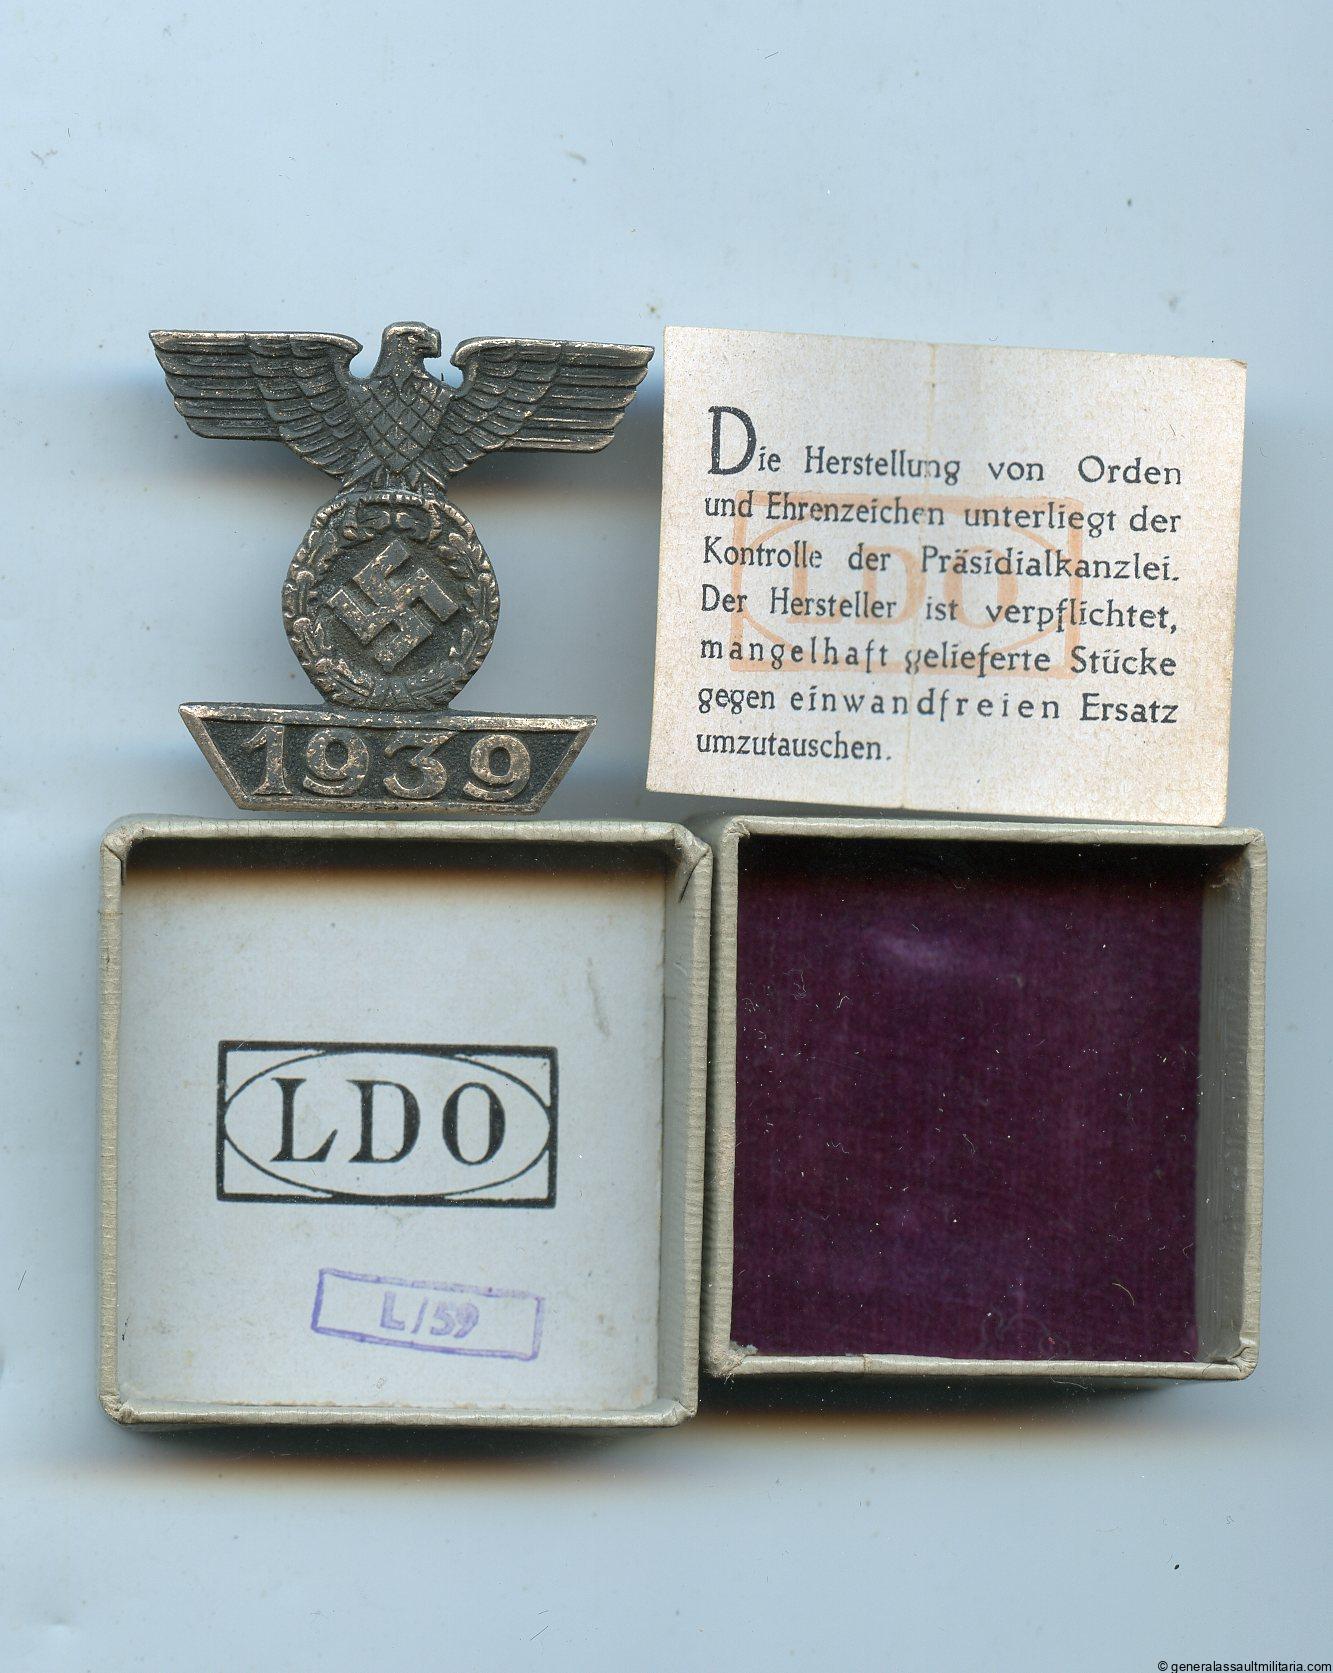 Die Herstellung von Orden
und Ehrenzeichen unterliegt der
Kontrolle der Präsidialkanzlei.
Der Hersteller ist verpflichtet,
mangelhaft gelieferte Stücke
gegen einwandfreien Ersatz
umzutauschen.
LDO
1939
LDO
L/59
© generalassaultmilitaria.com